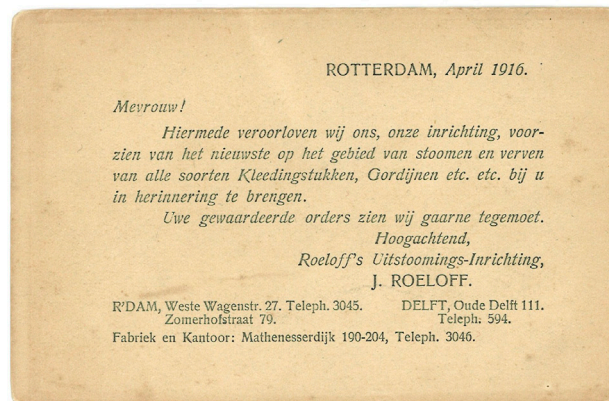 ROTTERDAM, April 1916.
Mevrouw!
Hiermede veroorloven wij ons, onze inrichting, voor-
zien van het nieuwste op het gebied van stoomen en verven
van alle soorten Kleedingstukken, Gordijnen etc. etc. bij u
in herinnering te brengen.
Uwe gewaardeerde orders zien wij gaarne tegemoet.
Hoogachtend,
Roeloff's Uitstoomings-Inrichting,
J. ROELOFF.
R'DAM, Weste Wagenstr. 27. Teleph. 3045. DELFT, Oude Delft 111.
Zomerhofstraat 79. Teleph: 594.
Fabriek en Kantoor: Mathenesserdijk 190-204, Teleph. 3046.